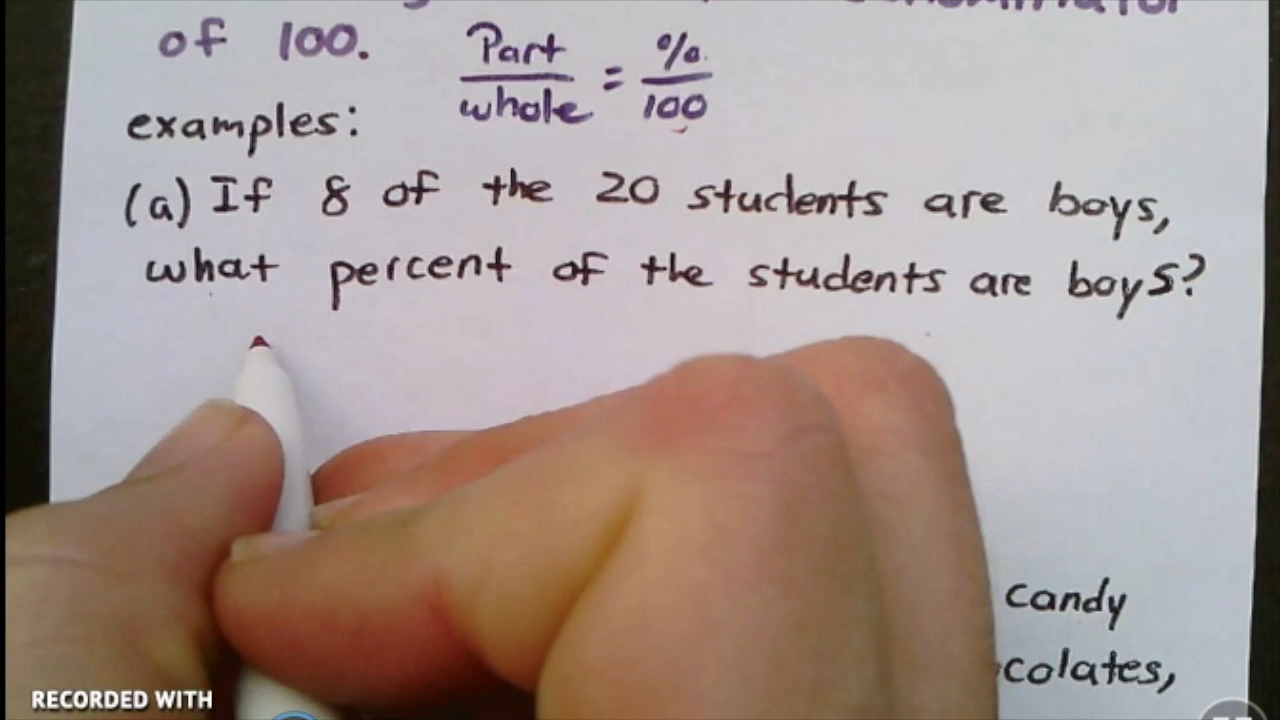 of 100. Part/whole = %/100
examples:
(a) If 8 of the 20 students are boys,
what percent of the students are boys?
candy
colates,
RECORDED WITH